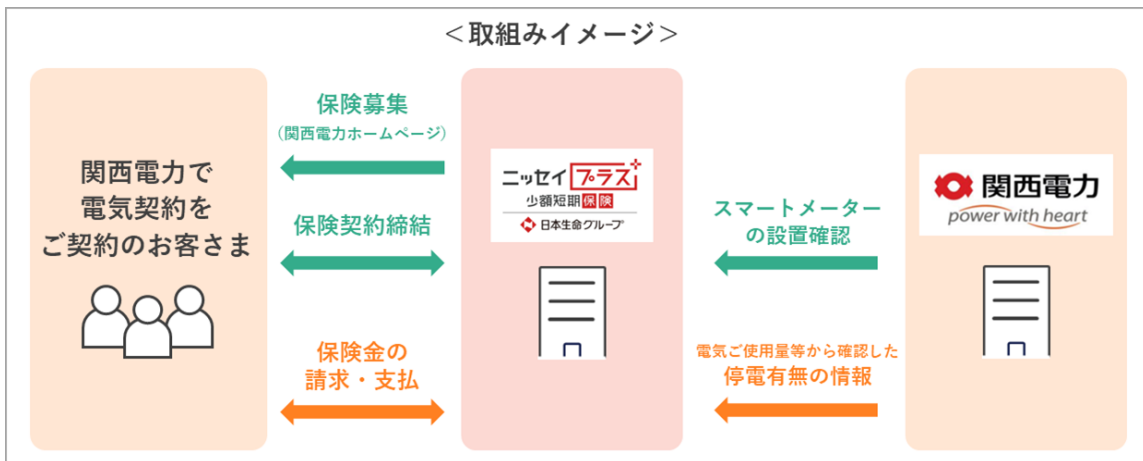 ＜取組みイメージ＞
関西電力で
電気契約を
ご契約のお客さま
保険募集
(関西電力ホームページ)
保険契約締結
保険金の
請求・支払
ニッセイプラス
少額短期保険
日本生命グループ
スマートメーター
の設置確認
電気ご使用量等から確認した
停電有無の情報
関西電力
power with heart